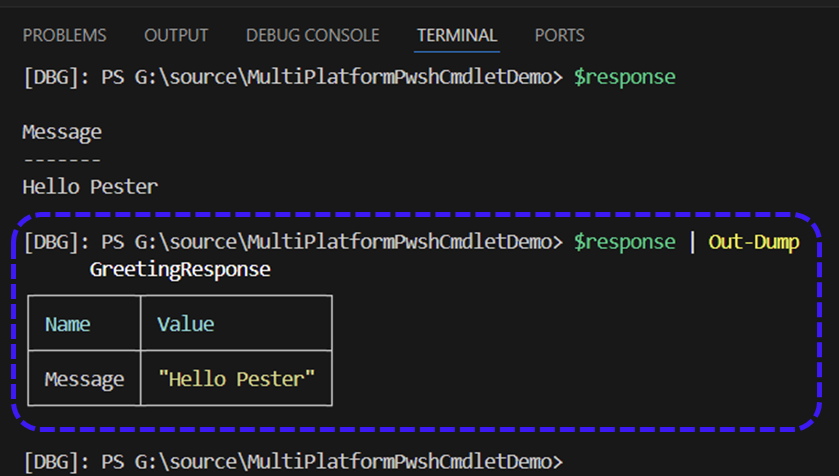 PROBLEMS OUTPUT DEBUG CONSOLE TERMINAL PORTS
[DBG]: PS G:\source\MultiPlatformPwshCmdletDemo> $response
Message
-------
Hello Pester
[DBG]: PS G:\source\MultiPlatformPwshCmdletDemo> $response | Out-Dump
GreetingResponse
Name Value
Message "Hello Pester"
[DBG]: PS G:\source\MultiPlatformPwshCmdletDemo>